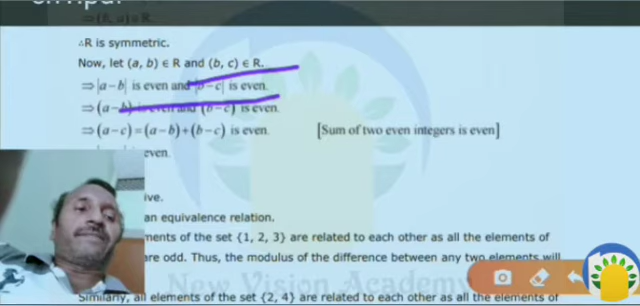 ∴R is symmetric.
Now, let (a, b) ∈ R and (b, c) ∈ R.
⇒ |a−b| is even and |b−c| is even.
⇒ (a−b) is even and (b−c) is even.
⇒ (a−c) = (a−b)+(b−c) is even. [Sum of two even integers is even]
even.
ive.
an equivalence relation.
ments of the set {1, 2, 3} are related to each other as all the elements of
are odd. Thus, the modulus of the difference between any two elements will
New Vision Academy
Similarly, all elements of the set {2, 4} are related to each other as all the elements of